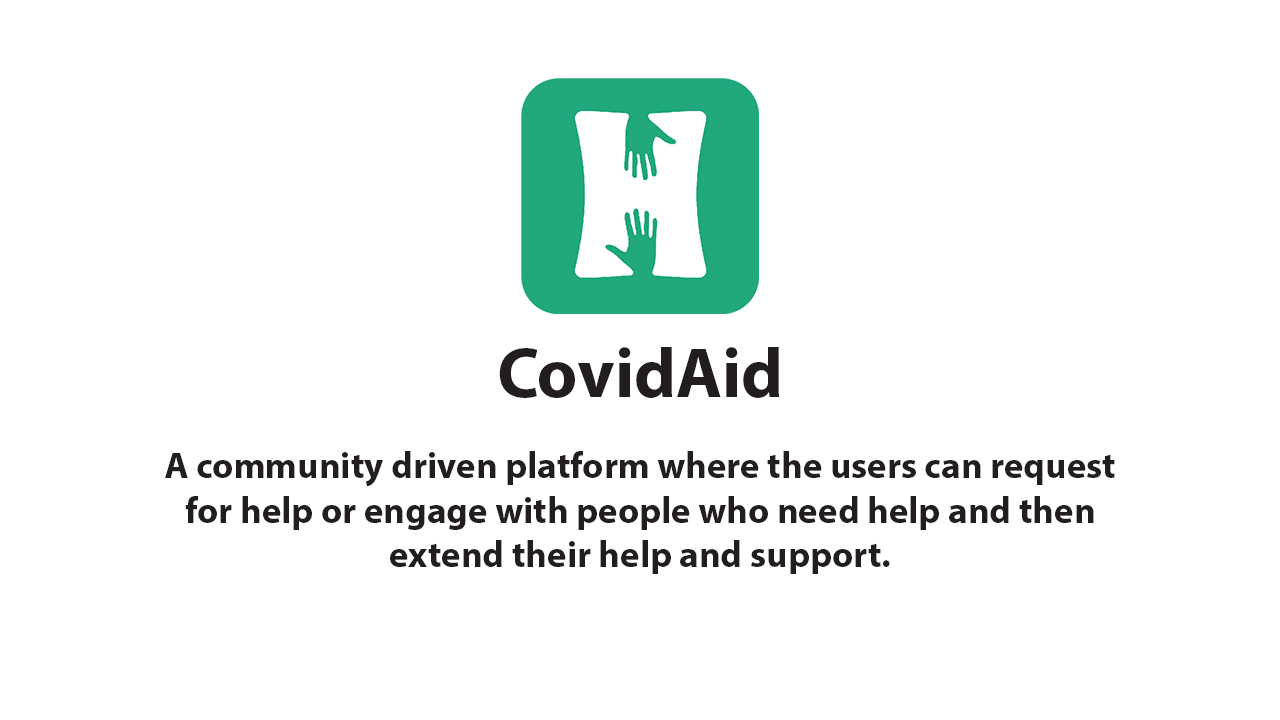 CovidAid
A community driven platform where the users can request
for help or engage with people who need help and then
extend their help and support.